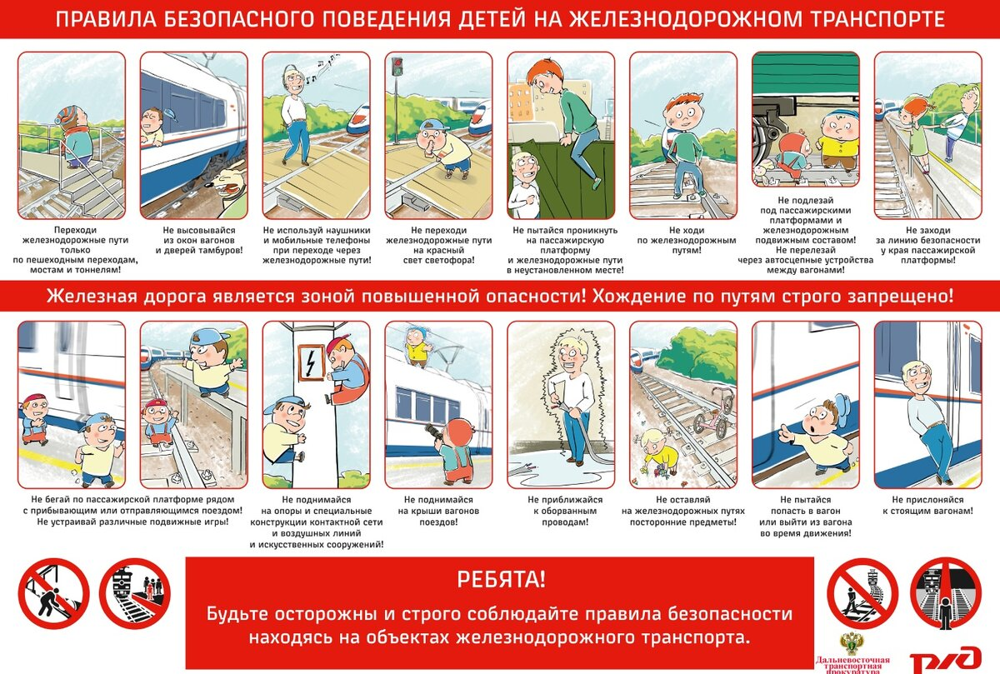 ПРАВИЛА БЕЗОПАСНОГО ПОВЕДЕНИЯ ДЕТЕЙ НА ЖЕЛЕЗНОДОРОЖНОМ ТРАНСПОРТЕ
Переходи
железнодорожные пути
только
по пешеходным переходам,
мостам и тоннелям!
Не высовывайся
из окон вагонов
и дверей тамбуров!
Не используй наушники
и мобильные телефоны
при переходе через
железнодорожные пути!
Не переходи
железнодорожные пути
на красный
свет светофора!
Не пытайся проникнуть
на пассажирскую
платформу
и железнодорожные пути
в неустановленном месте!
Не ходи
по железнодорожным
путям!
Не подлезай
под пассажирскими
платформами и
железнодорожным
подвижным составом!
Не перелезай
через автосцепные устройства
между вагонами!
Не заходи
за линию безопасности
у края пассажирской
платформы!
Железная дорога является зоной повышенной опасности! Хождение по путям строго запрещено!
Не бегай по пассажирской платформе рядом
с прибывающим или отправляющимся поездом!
Не устраивай различные подвижные игры!
Не поднимайся
на опоры и специальные
конструкции контактной сети
и воздушных линий
и искусственных сооружений!
Не поднимайся
на крыши вагонов
поездов!
Не приближайся
к оборванным
проводам!
Не оставляй
на железнодорожных путях
посторонние предметы!
Не пытайся
попасть в вагон
или выйти из вагона
во время движения!
Не прислоняйся
к стоящим вагонам!
РЕБЯТА!
Будьте осторожны и строго соблюдайте правила безопасности
находясь на объектах железнодорожного транспорта.
Дальневосточная
транспортная
прокуратура
РЖД